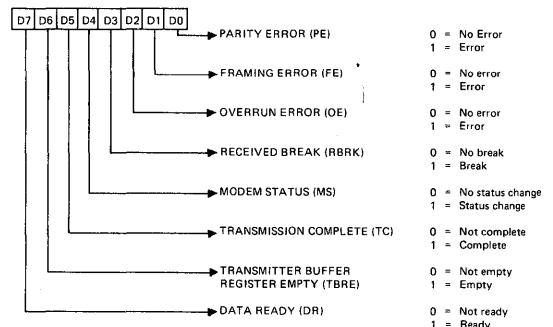 D7 D6 D5 D4 D3 D2 D1 D0
PARITY ERROR (PE) 0 = No Error
1 = Error
FRAMING ERROR (FE) 0 = No error
1 = Error
OVERRUN ERROR (OE) 0 = No error
1 = Error
RECEIVED BREAK (RBRK) 0 = No break
1 = Break
MODEM STATUS (MS) 0 = No status change
1 = Status change
TRANSMISSION COMPLETE (TC) 0 = Not complete
1 = Complete
TRANSMITTER BUFFER 0 = Not empty
REGISTER EMPTY (TBRE) 1 = Empty
DATA READY (DR) 0 = Not ready
1 = Ready